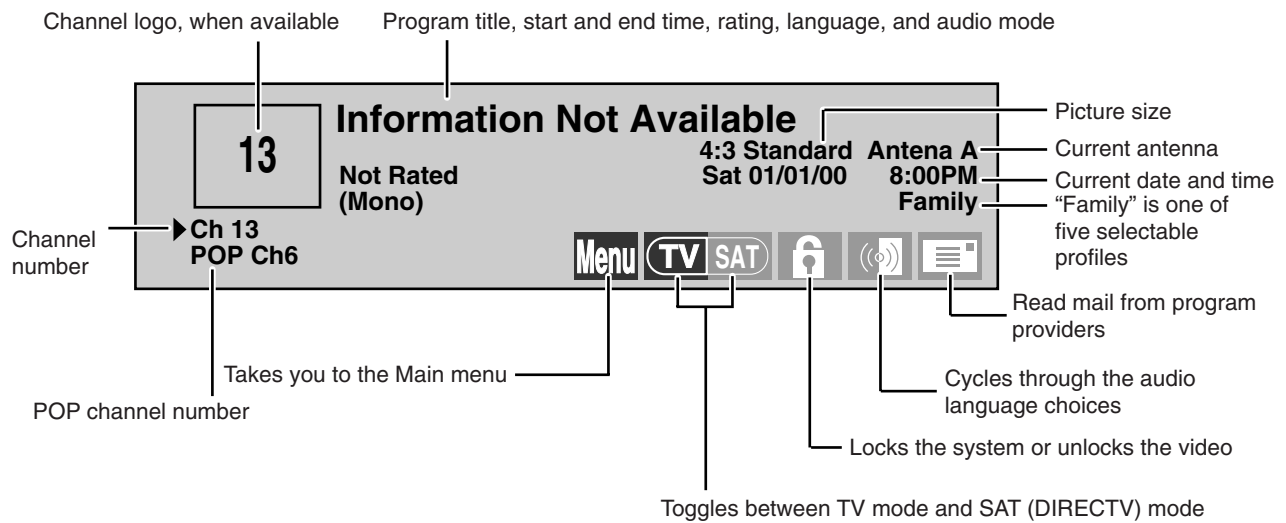 Channel logo, when available
Program title, start and end time, rating, language, and audio mode
Information Not Available
13
4:3 Standard Antena A
Not Rated
Sat 01/01/00 8:00PM
(Mono)
Family
Ch 13
POP Ch6
Menu TV SAT
Picture size
Current antenna
Current date and time
“Family” is one of
five selectable
profiles
Channel
number
Read mail from program
providers
Takes you to the Main menu
Cycles through the audio
language choices
POP channel number
Locks the system or unlocks the video
Toggles between TV mode and SAT (DIRECTV) mode